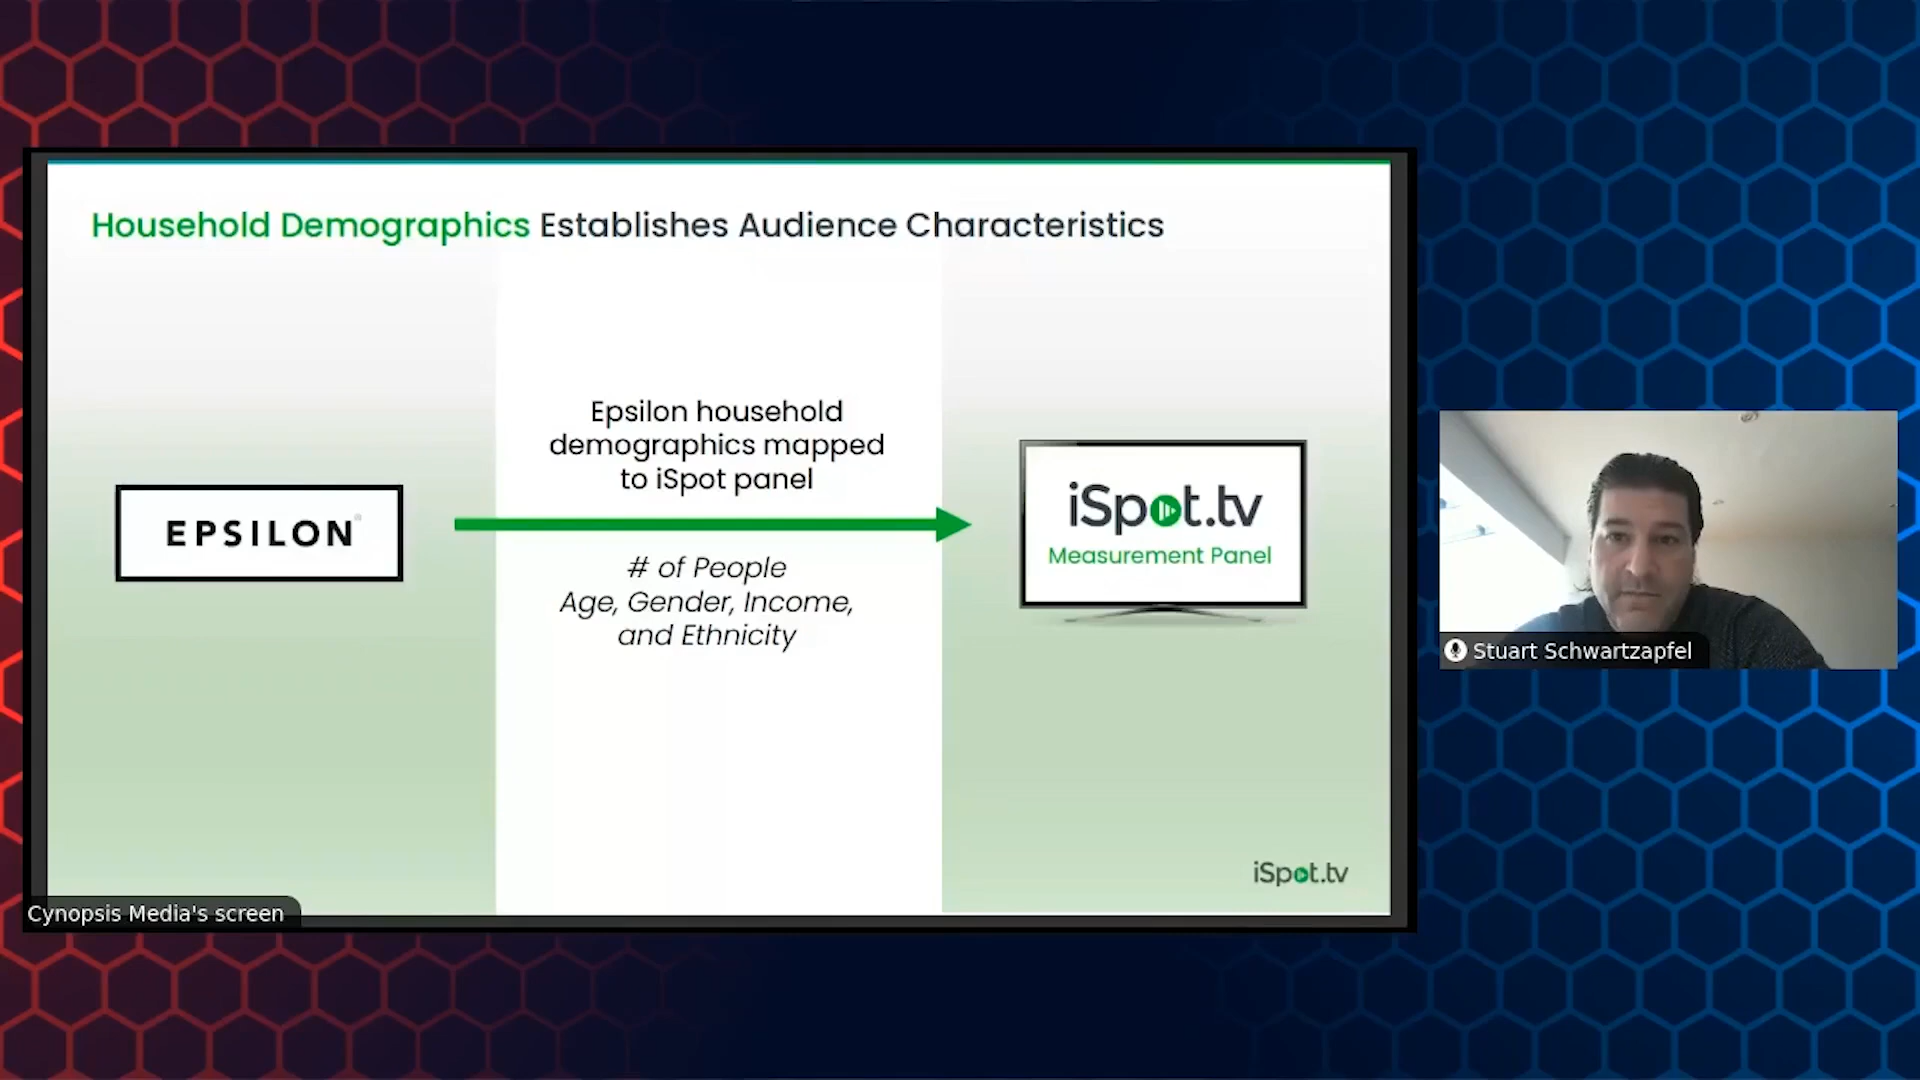 Household Demographics Establishes Audience Characteristics
Epsilon household
demographics mapped
to iSpot panel
EPSILON®
# of People
Age, Gender, Income,
and Ethnicity
iSpot.tv
Measurement Panel
Stuart Schwartzapfel
iSpot.tv
Cynopsis Media's screen